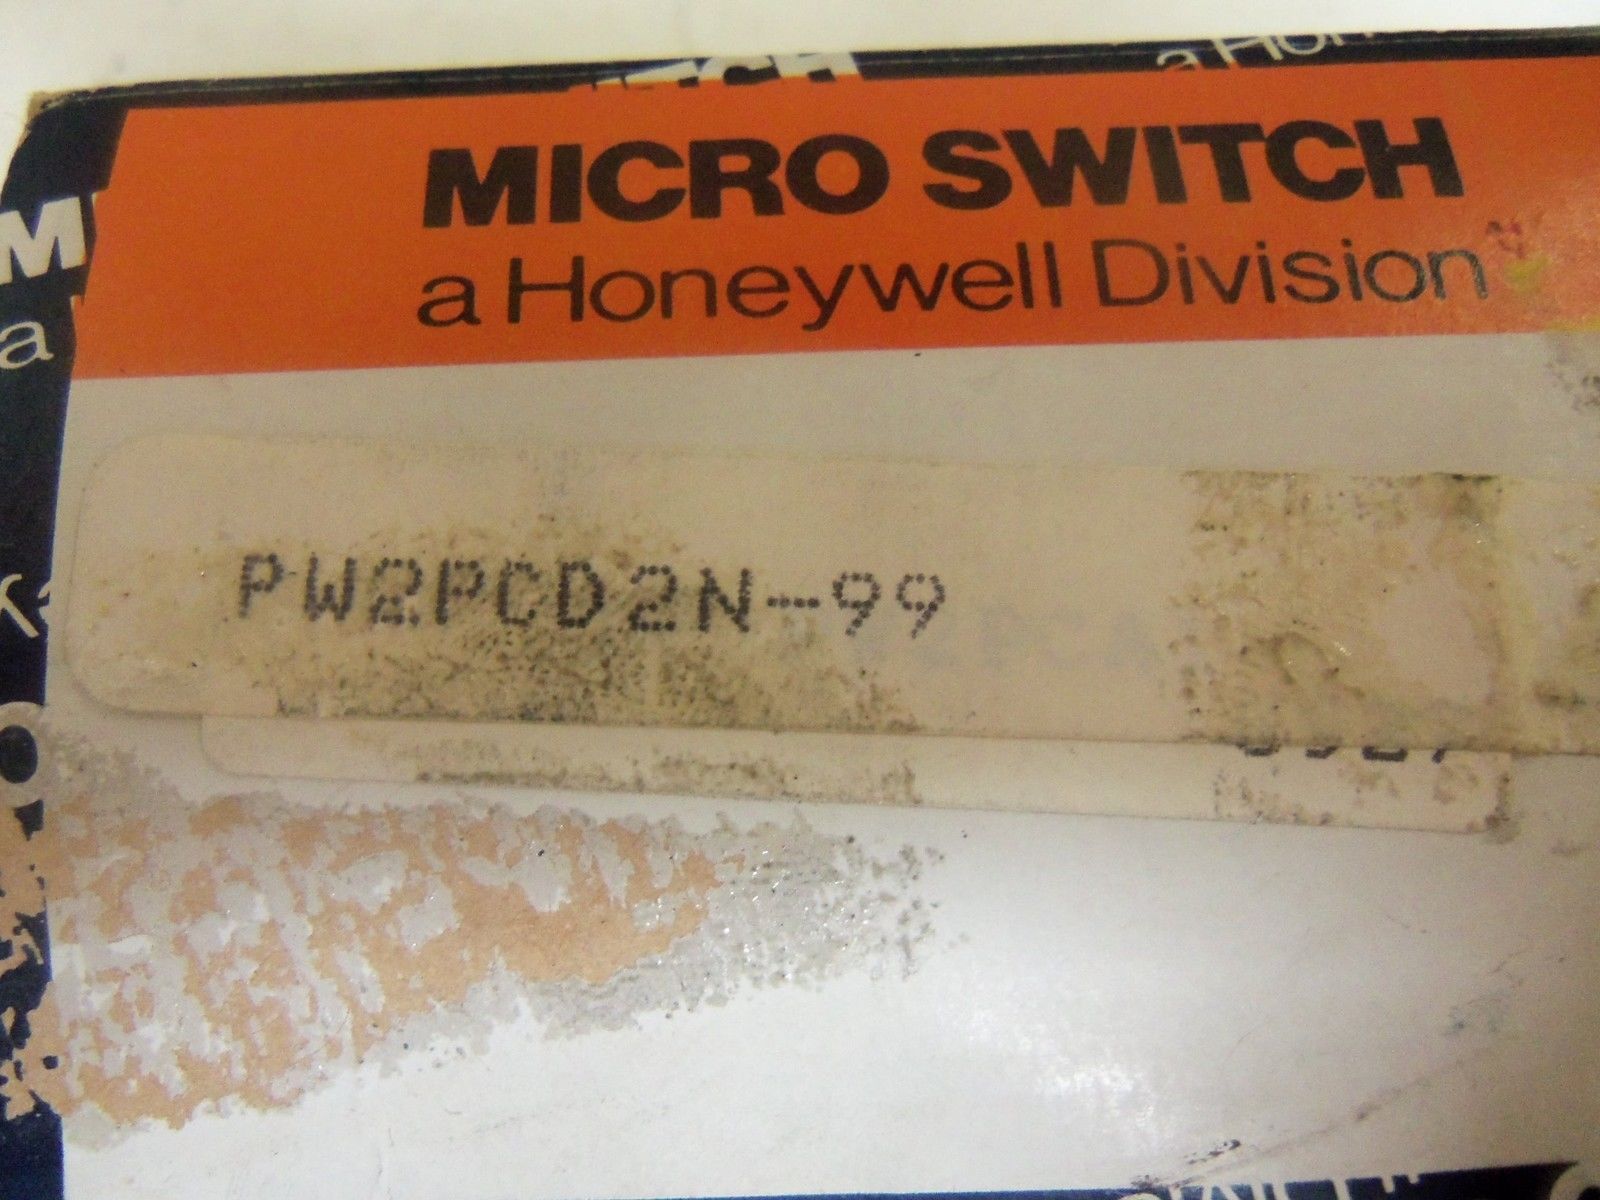 MICRO SWITCH
a Honeywell Division
M
a
PW2PCD2N-99